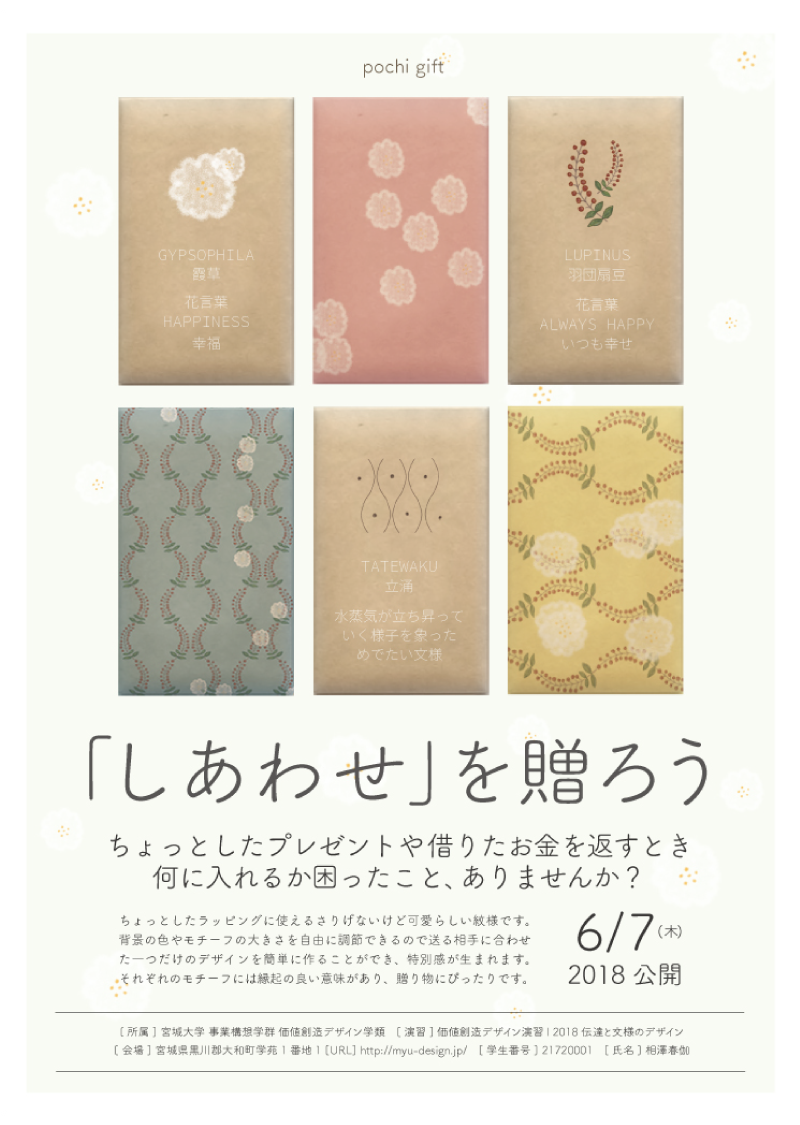 pochi gift
GYPSOPHILA
霞草
花言葉
HAPPINESS
幸福
LUPINUS
羽団扇豆
花言葉
ALWAYS HAPPY
いつも幸せ
TATEWAKU
立涌
水蒸気が立ち昇って
いく様子を象った
めでたい文様
「しあわせ」を贈ろう
ちょっとしたプレゼントや借りたお金を返すとき
何に入れるか困ったこと、ありませんか？
ちょっとしたラッピングに使えるさりげないけど可愛らしい紋様です。
背景の色やモチーフの大きさを自由に調節できるので送る相手に合わせ
た一つだけのデザインを簡単に作ることができ、特別感が生まれます。
それぞれのモチーフには縁起の良い意味があり、贈り物にぴったりです。
6/7(木)
2018 公開
[ 所属 ] 宮城大学 事業構想学群 価値創造デザイン学類 [ 演習 ] 価値創造デザイン演習 I 2018 伝達と文様のデザイン
[ 会場 ] 宮城県黒川郡大和町学苑 1 番地 1 [URL] http://myu-design.jp/ [ 学生番号 ] 21720001 [ 氏名 ] 相澤春伽